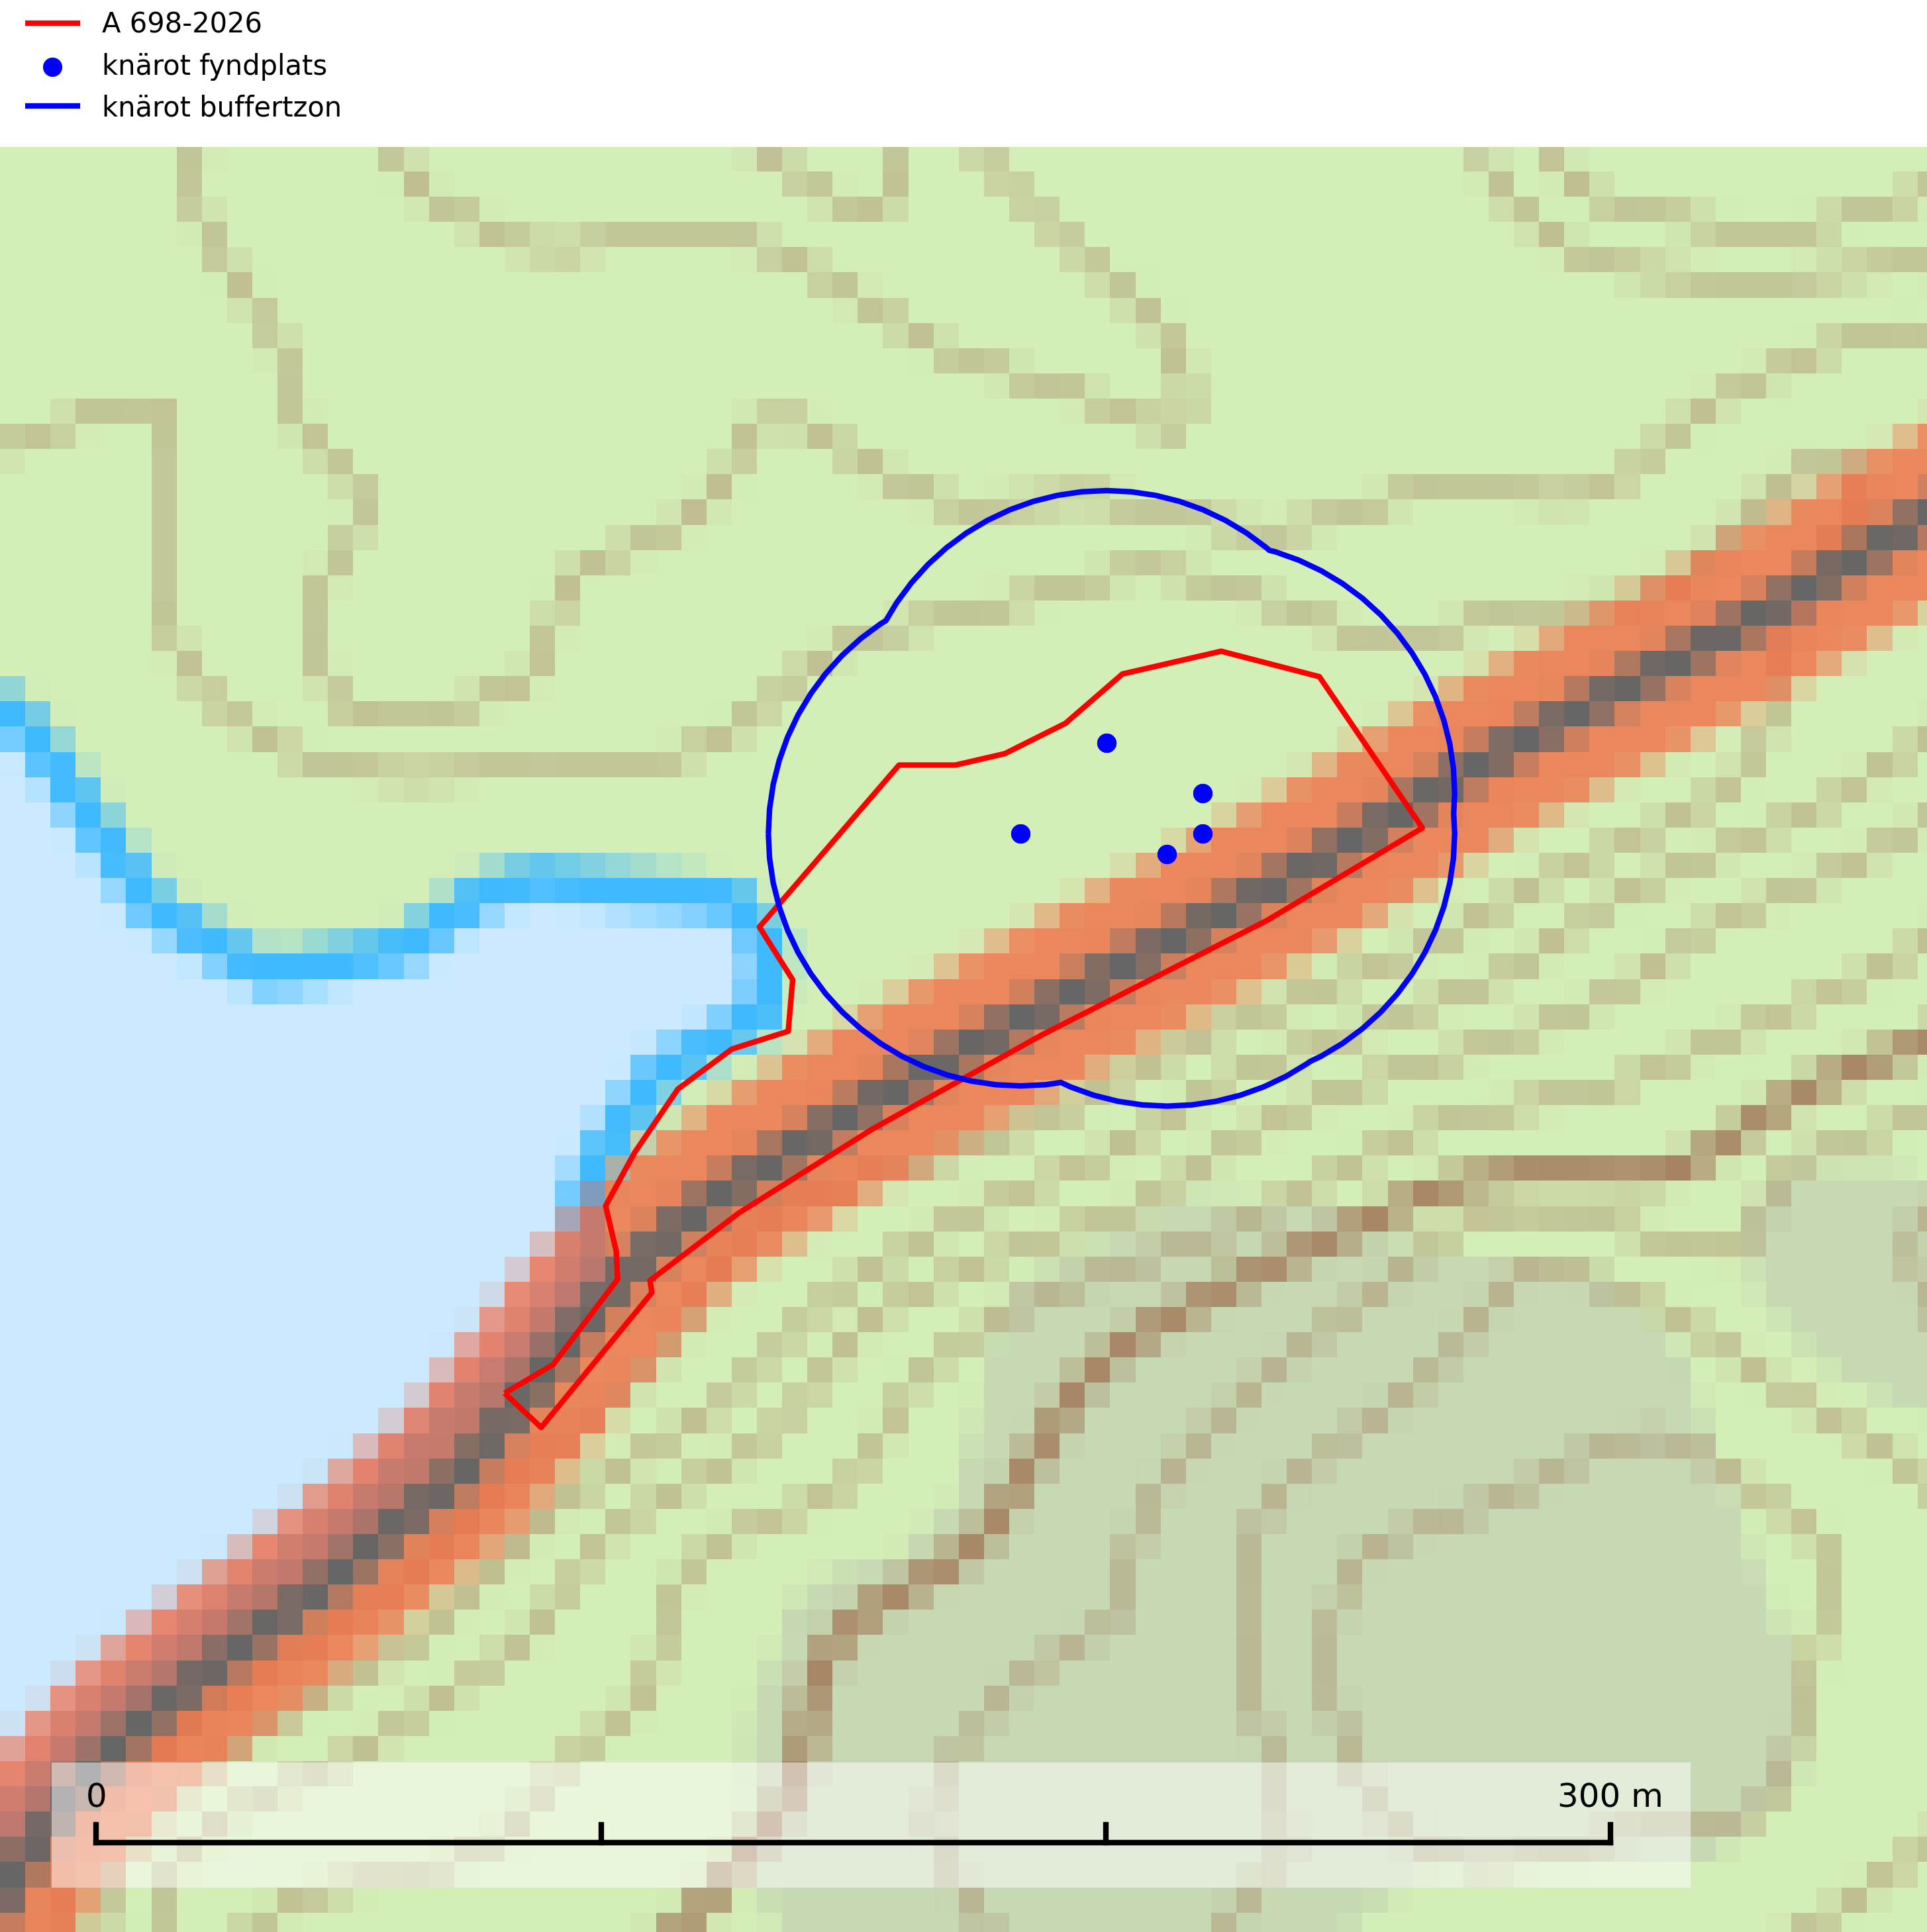 A 698-2026
knärot fyndplats
knärot buffertzon
0
300 m